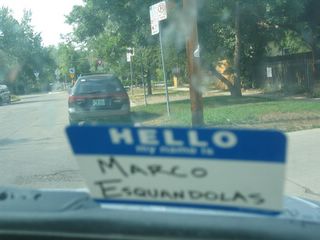 HELLO
my name is
MARCO
ESQUANDOLAS